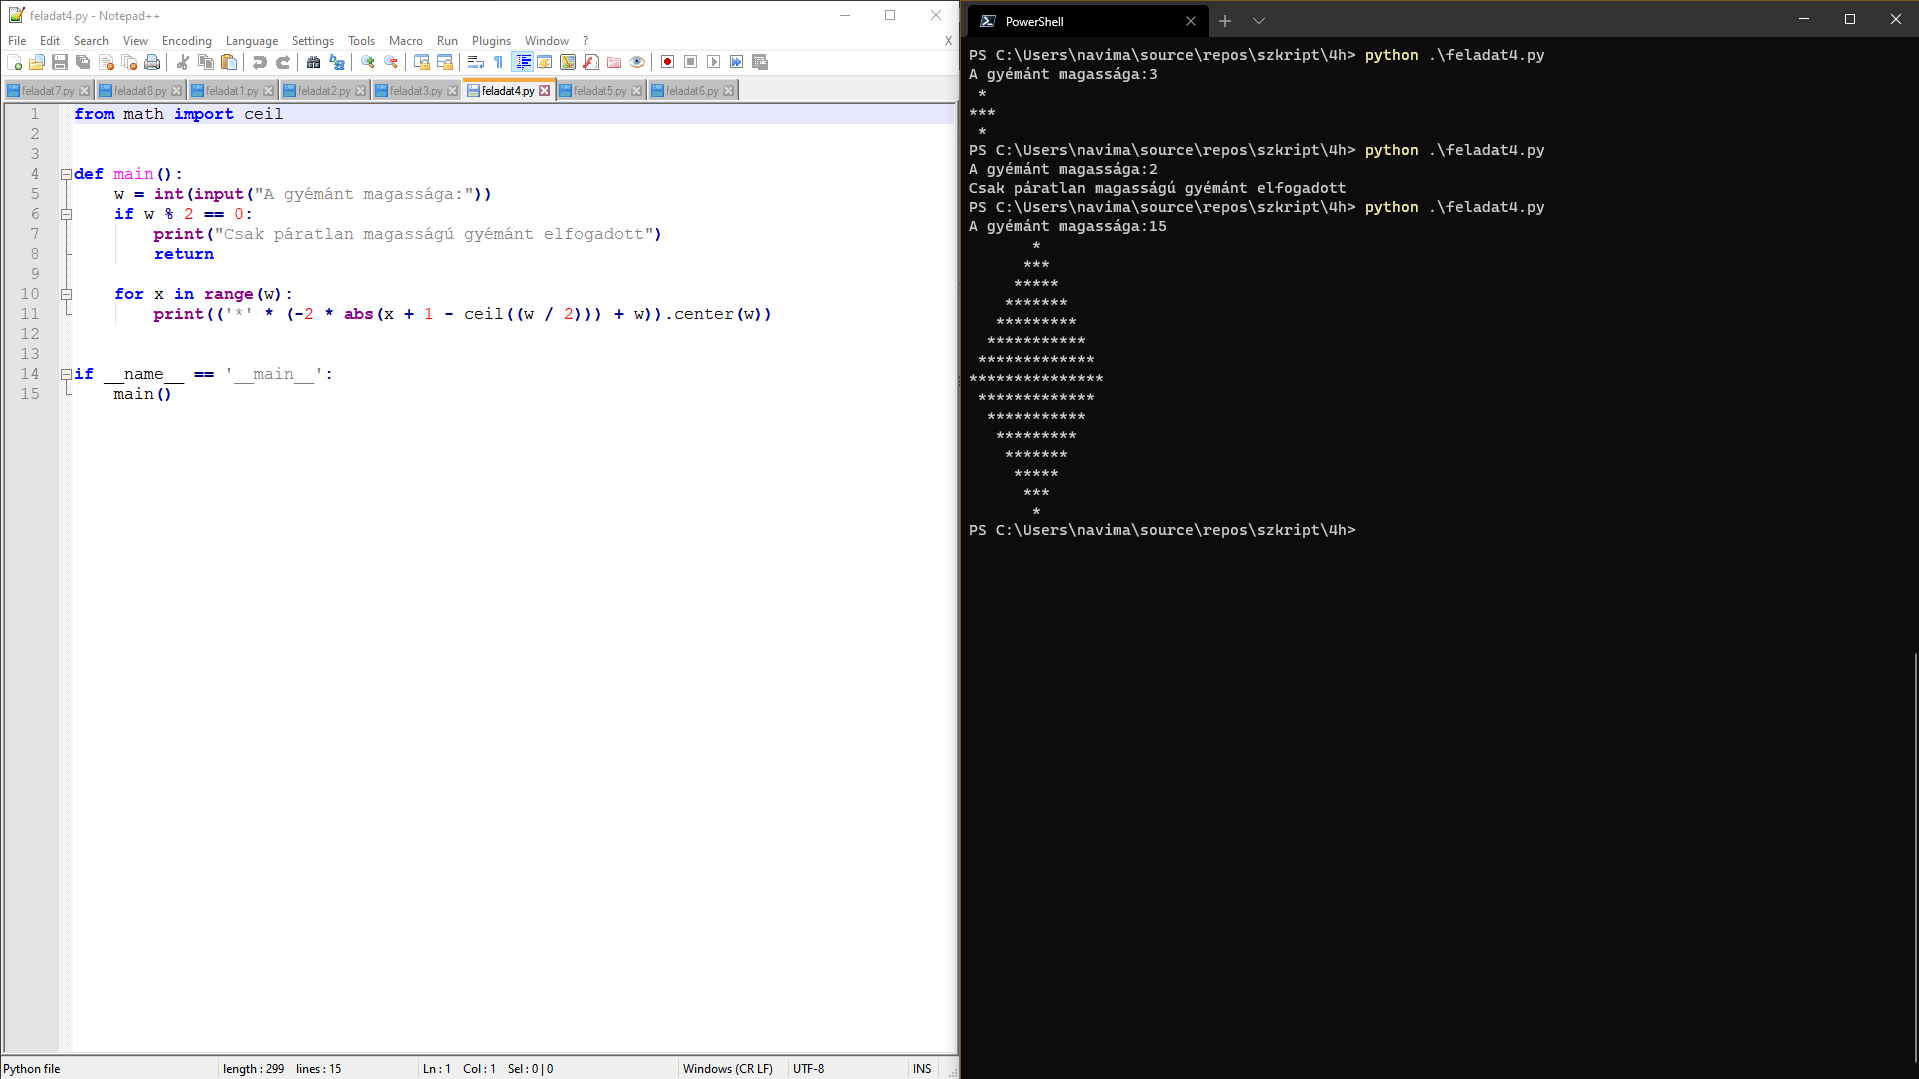 feladat4.py - Notepad++
File Edit Search View Encoding Language Settings Tools Macro Run Plugins Window ? X
feladat7.py feladat8.py feladat1.py feladat2.py feladat3.py feladat4.py feladat5.py feladat6.py
1 from math import ceil
2
3
4 def main():
5     w = int(input("A gyémánt magassága:"))
6     if w % 2 == 0:
7         print("Csak páratlan magasságú gyémánt elfogadott")
8         return
9
10     for x in range(w):
11         print(('*' * (-2 * abs(x + 1 - ceil((w / 2))) + w)).center(w))
12
13
14 if __name__ == '__main__':
15     main()
Python file length : 299 lines : 15 Ln : 1 Col : 1 Sel : 0 | 0 Windows (CR LF) UTF-8 INS
PowerShell
PS C:\Users\navima\source\repos\szkript\4h> python .\feladat4.py
A gyémánt magassága:3
 *
***
 *
PS C:\Users\navima\source\repos\szkript\4h> python .\feladat4.py
A gyémánt magassága:2
Csak páratlan magasságú gyémánt elfogadott
PS C:\Users\navima\source\repos\szkript\4h> python .\feladat4.py
A gyémánt magassága:15
       *
      ***
     *****
    *******
   *********
  ***********
 *************
***************
 *************
  ***********
   *********
    *******
     *****
      ***
       *
PS C:\Users\navima\source\repos\szkript\4h>